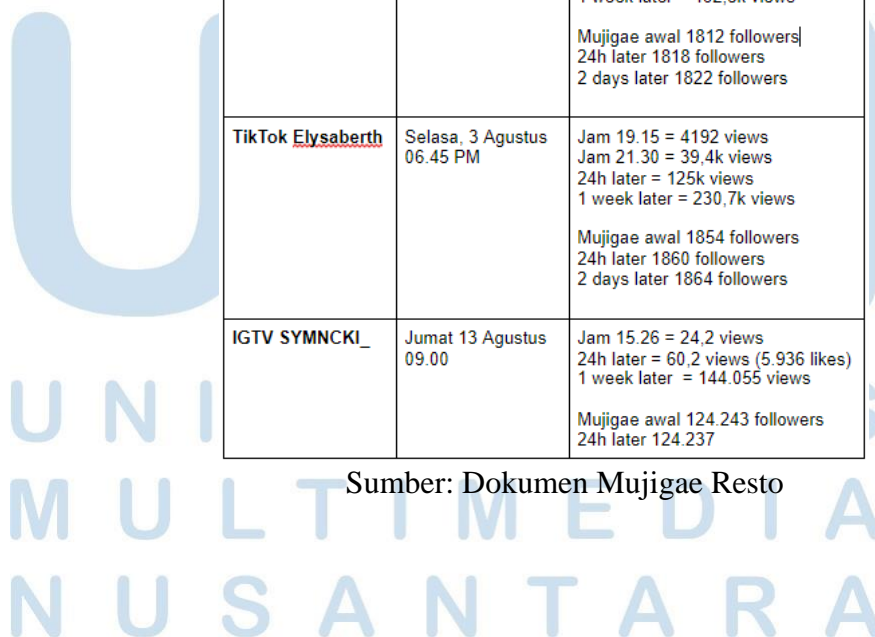 Mujigae awal 1812 followers
24h later 1818 followers
2 days later 1822 followers
TikTok Elysaberth
Selasa, 3 Agustus
06.45 PM
Jam 19.15 = 4192 views
Jam 21.30 = 39,4k views
24h later = 125k views
1 week later = 230,7k views
Mujigae awal 1854 followers
24h later 1860 followers
2 days later 1864 followers
IGTV SYMNCKI_
Jumat 13 Agustus
09.00
Jam 15.26 = 24,2 views
24h later = 60,2 views (5.936 likes)
1 week later  = 144.055 views
Mujigae awal 124.243 followers
24h later 124.237
Sumber: Dokumen Mujigae Resto
U N I
M U L T I M E D I A
N U S A N T A R A